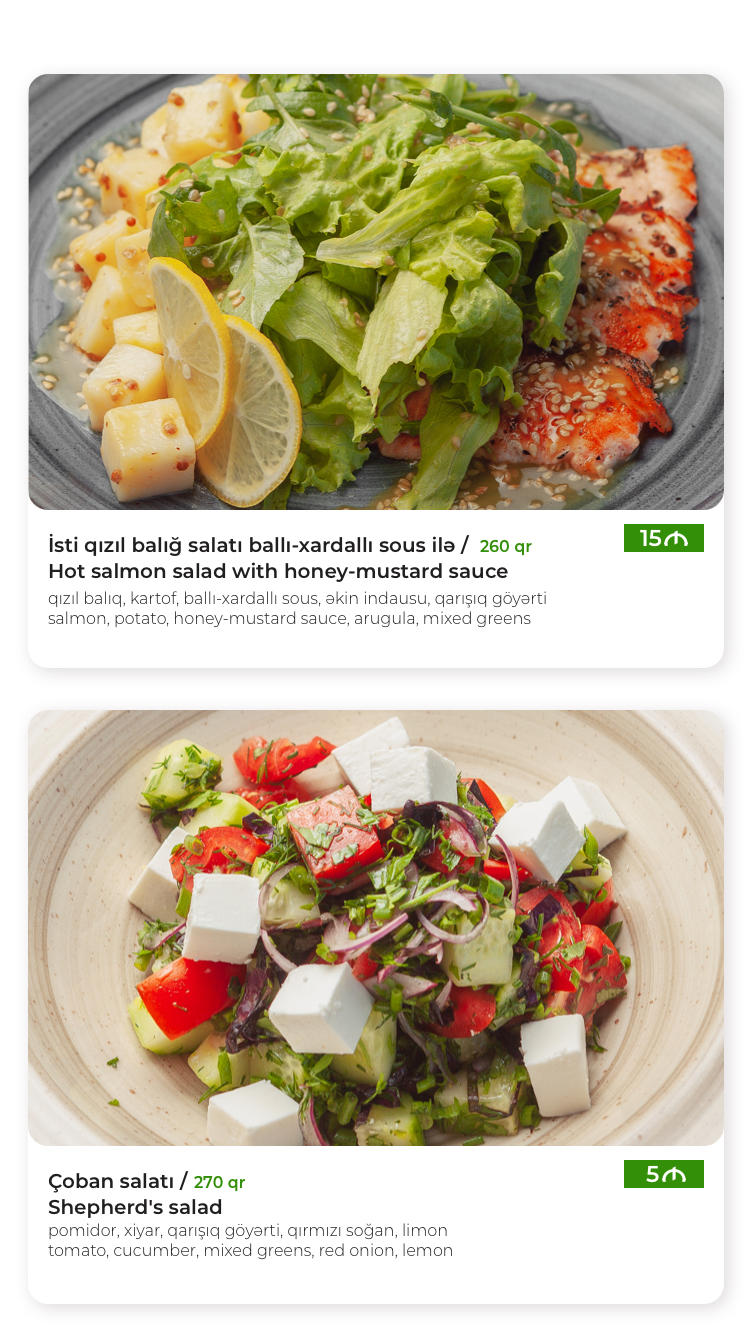 İsti qızıl balığ salatı ballı-xardallı sous ilə / 260 qr
15₼
Hot salmon salad with honey-mustard sauce
qızıl balıq, kartof, ballı-xardallı sous, əkin indausu, qarışıq göyərti
salmon, potato, honey-mustard sauce, arugula, mixed greens
Çoban salatı / 270 qr
5₼
Shepherd's salad
pomidor, xiyar, qarışıq göyərti, qırmızı soğan, limon
tomato, cucumber, mixed greens, red onion, lemon